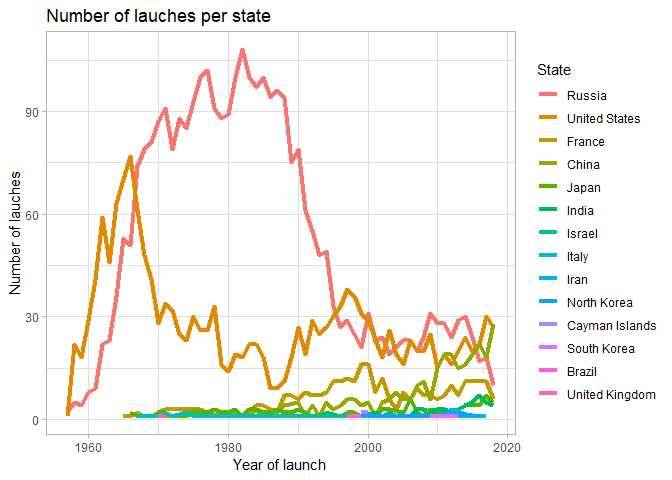 Number of lauches per state
Number of lauches
90
60
30
0
1960
1980
2000
2020
Year of launch
State
Russia
United States
France
China
Japan
India
Israel
Italy
Iran
North Korea
Cayman Islands
South Korea
Brazil
United Kingdom